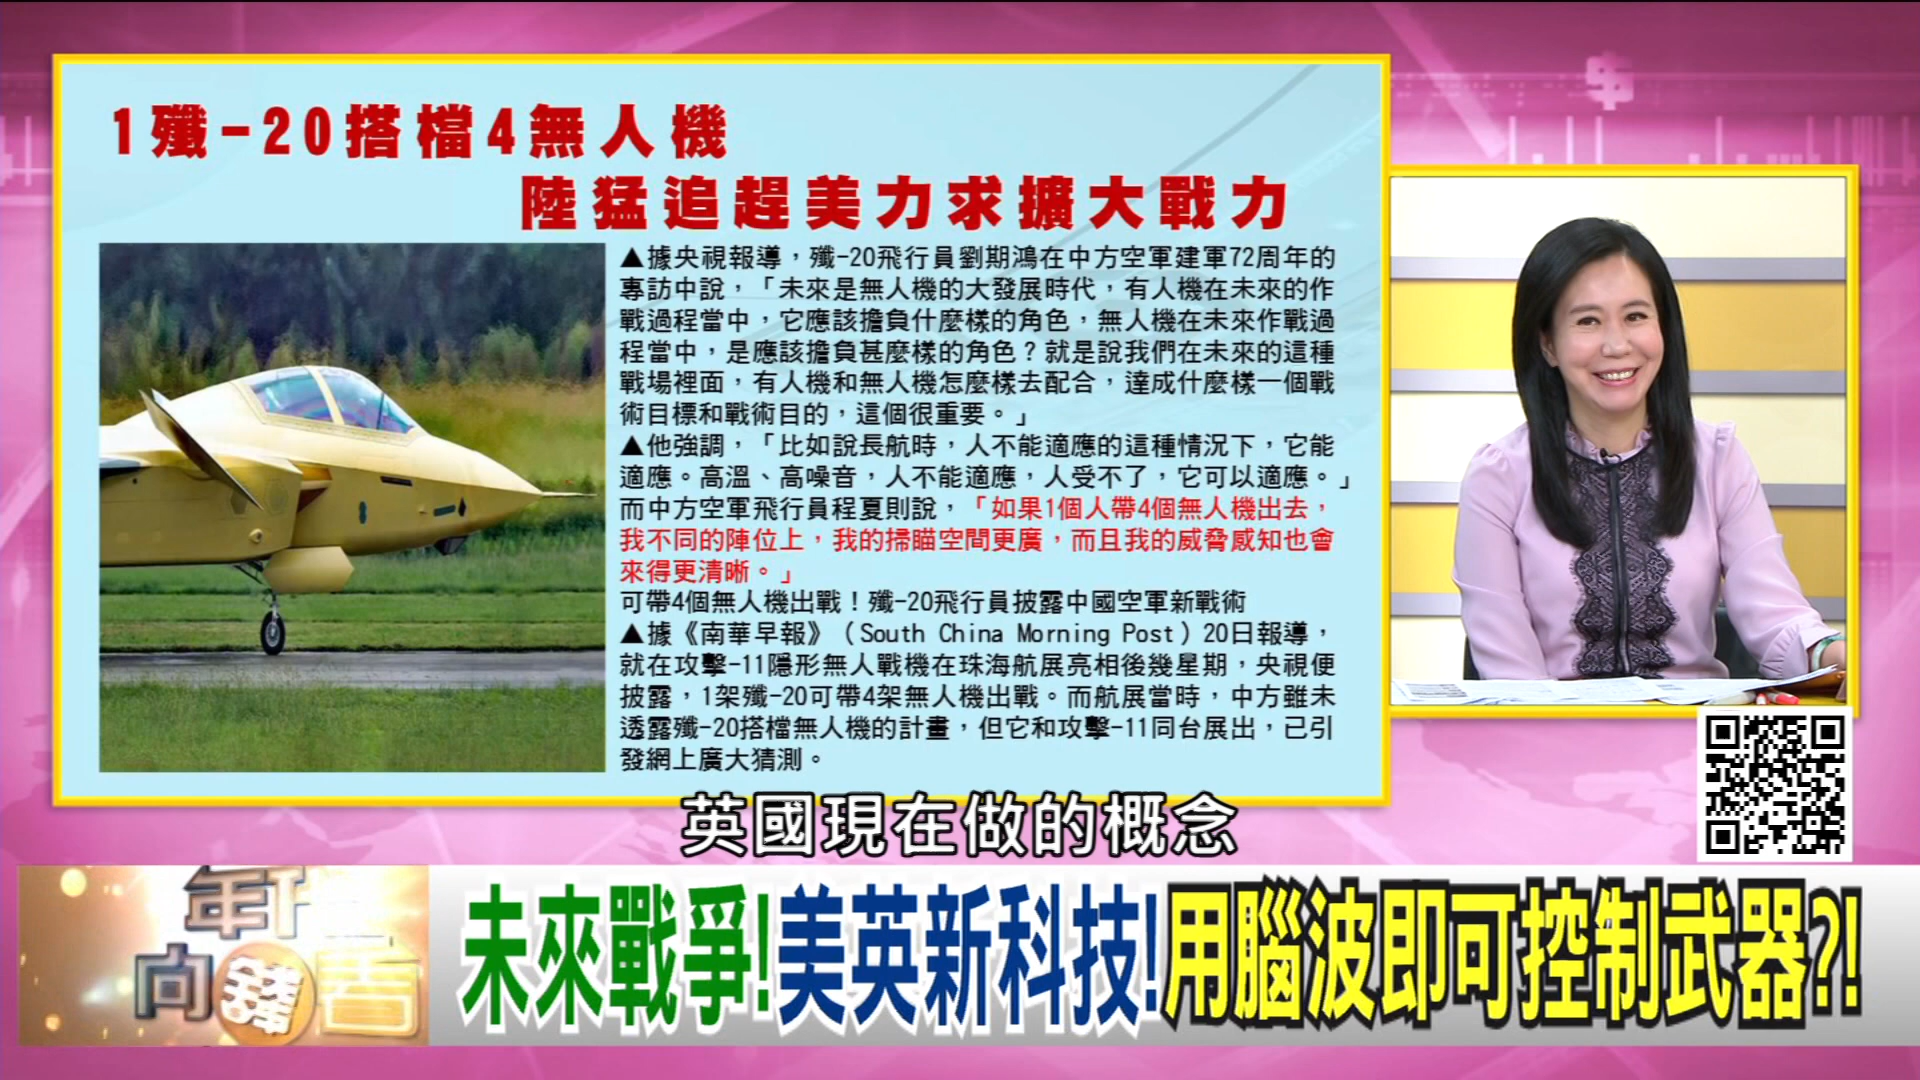 1殲-20搭檔4無人機
陸猛追趕美力求擴大戰力
▲據央視報導，殲-20飛行員劉期鴻在中方空軍建軍72周年的
專訪中說，「未來是無人機的大發展時代，有人機在未來的作
戰過程當中，它應該擔負什麼樣的角色，無人機在未來作戰過
程當中，是應該擔負甚麼樣的角色？就是說我們在未來的這種
戰場裡面，有人機和無人機怎麼樣去配合，達成什麼樣一個戰
術目標和戰術目的，這個很重要。」
▲他強調，「比如說長航時，人不能適應的這種情況下，它能
適應。高溫、高噪音，人不能適應，人受不了，它可以適應。」
而中方空軍飛行員程夏則說，「如果1個人帶4個無人機出去，
我不同的陣位上，我的掃瞄空間更廣，而且我的威脅感知也會
來得更清晰。」
可帶4個無人機出戰！殲-20飛行員披露中國空軍新戰術
▲據《南華早報》（South China Morning Post）20日報導，
就在攻擊-11隱形無人戰機在珠海航展亮相後幾星期，央視便
披露，1架殲-20可帶4架無人機出戰。而航展當時，中方雖未
透露殲-20搭檔無人機的計畫，但它和攻擊-11同台展出，已引
發網上廣大猜測。
英國現在做的概念
向錢看
未來戰爭!美英新科技!用腦波即可控制武器?!